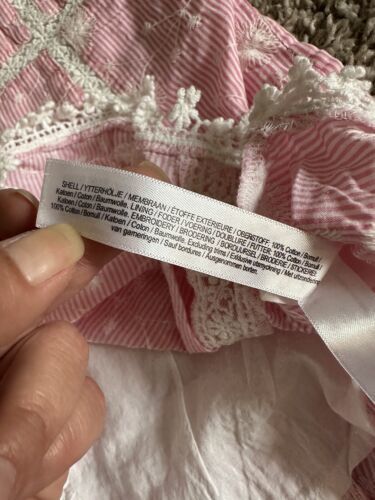 SHELL / YTTERHÖLJE / MEMBRAAN / ÉTOFFE EXTÉRIEURE / OBERSTOFF: 100% Cotton / Bomull /
Katoen / Coton / Baumwolle. LINING / FODER / VOERING / DOUBLURE / FUTTER: 100% Cotton / Bomull /
Katoen / Coton / Baumwolle. EMBROIDERY / BRODERING / BORDUURSEL / BRODERIE / STICKEREI:
100% Cotton / Bomull / Katoen / Coton / Baumwolle. Excluding trims / Exklusive utsmyckning / Met uitzondering
van garneringen / Sauf bordures / Ausgenommen borten.